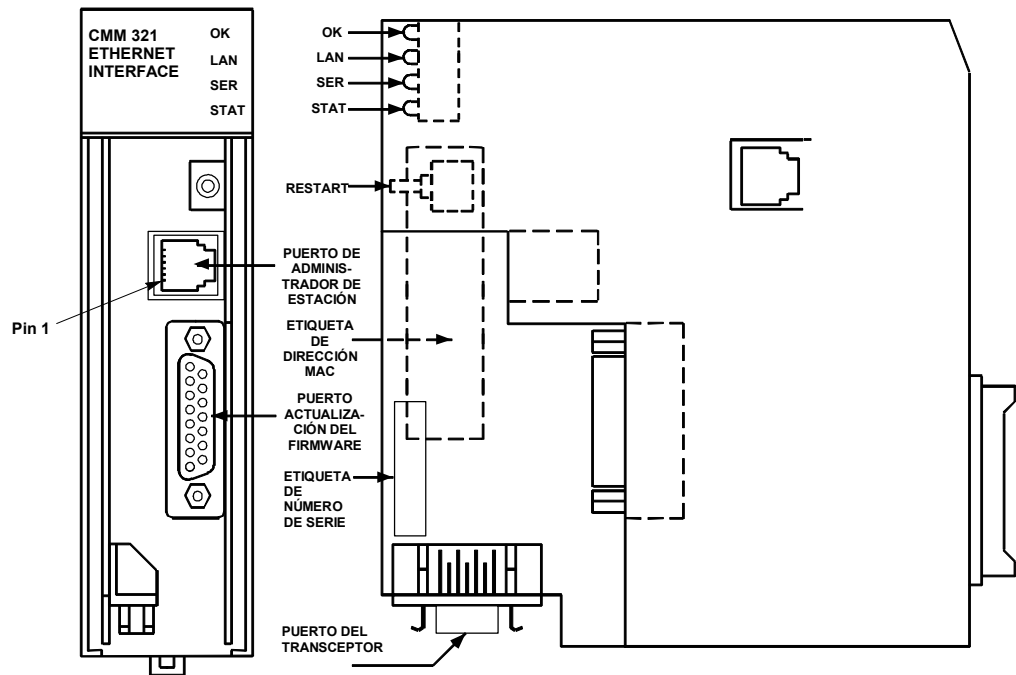 CMM 321
ETHERNET
INTERFACE
OK
LAN
SER
STAT
OK
LAN
SER
STAT
RESTART
PUERTO DE
ADMINIS-
TRADOR DE
ESTACIÓN
Pin 1
ETIQUETA
DE
DIRECCIÓN
MAC
PUERTO
ACTUALIZA-
CIÓN DEL
FIRMWARE
ETIQUETA
DE
NÚMERO
DE SERIE
PUERTO DEL
TRANSCEPTOR